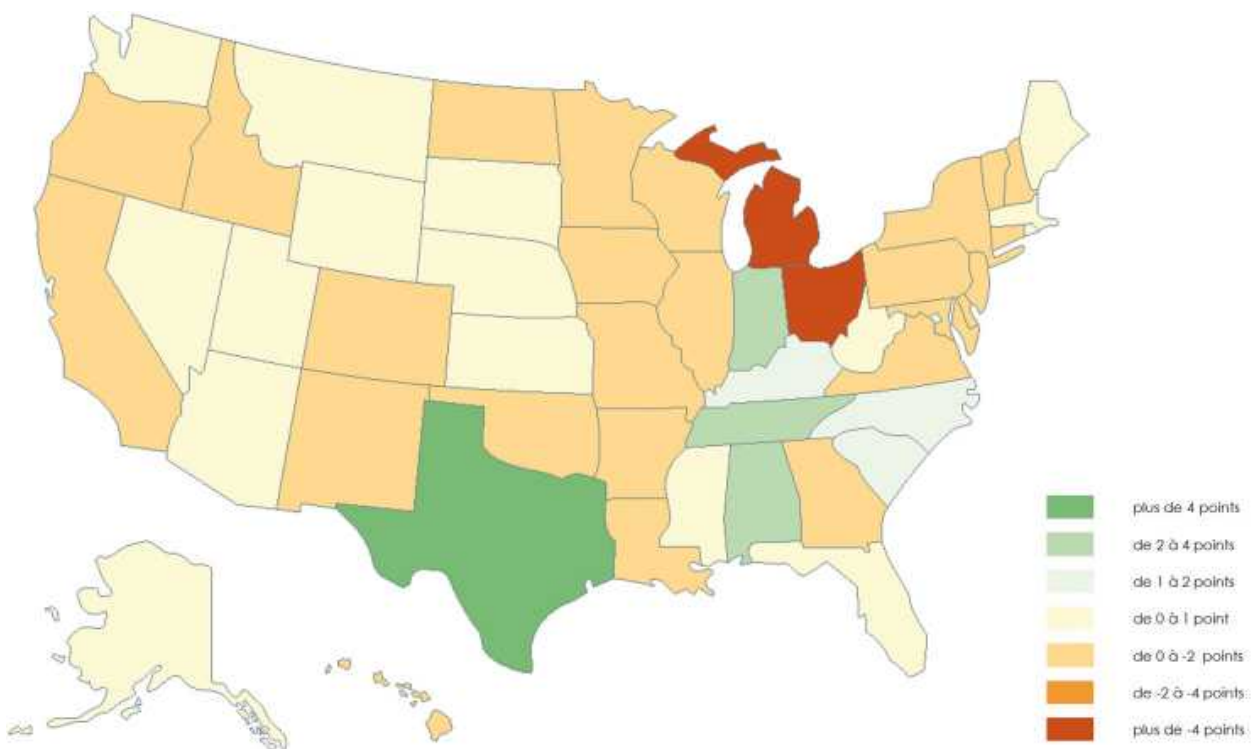 plus de 4 points
de 2 à 4 points
de 1 à 2 points
de 0 à 1 point
de 0 à -2 points
de -2 à -4 points
plus de -4 points